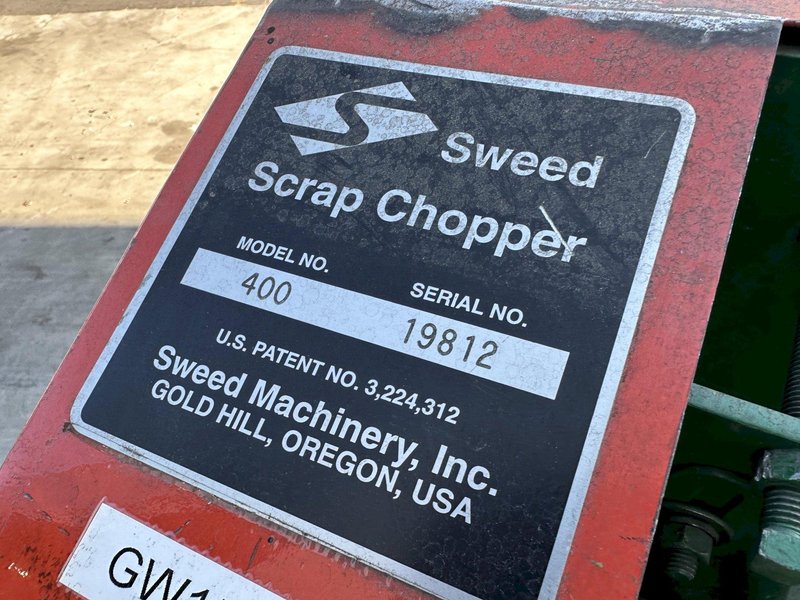 Sweed
Scrap Chopper
MODEL NO.
SERIAL NO.
400
19812
U.S. PATENT NO. 3,224,312
Sweed Machinery, Inc.
GOLD HILL, OREGON, USA